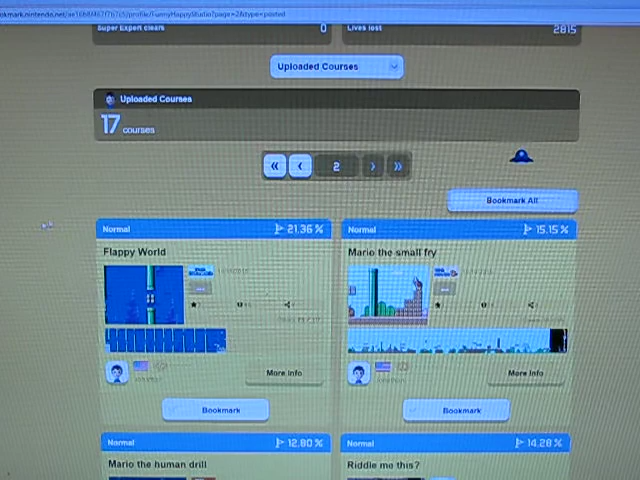 Super Expert clears 0
Lives lost 2815
Uploaded Courses
Uploaded Courses
17 courses
« ‹ 2 › »
Bookmark All
Normal 21.36 %
Flappy World
More Info
Bookmark
Normal 15.15 %
Mario the small fry
More Info
Bookmark
Normal 12.80 %
Mario the human drill
Normal 14.28 %
Riddle me this?